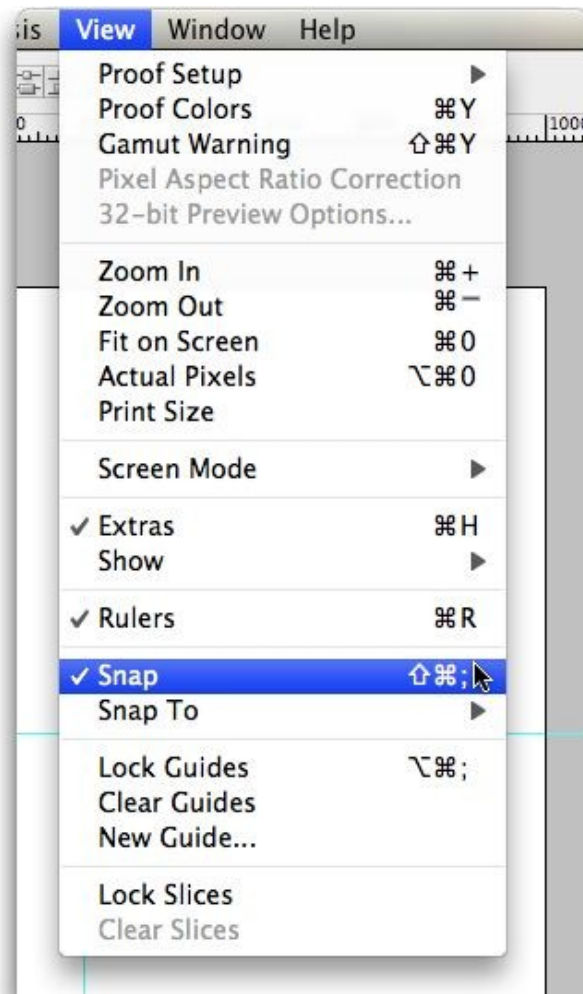 sis View Window Help
Proof Setup ▶
Proof Colors ⌘Y
Gamut Warning ⇧⌘Y
Pixel Aspect Ratio Correction
32-bit Preview Options...
Zoom In ⌘+
Zoom Out ⌘−
Fit on Screen ⌘0
Actual Pixels ⌥⌘0
Print Size
Screen Mode ▶
✓ Extras ⌘H
Show ▶
✓ Rulers ⌘R
✓ Snap ⇧⌘;
Snap To ▶
Lock Guides ⌥⌘;
Clear Guides
New Guide...
Lock Slices
Clear Slices